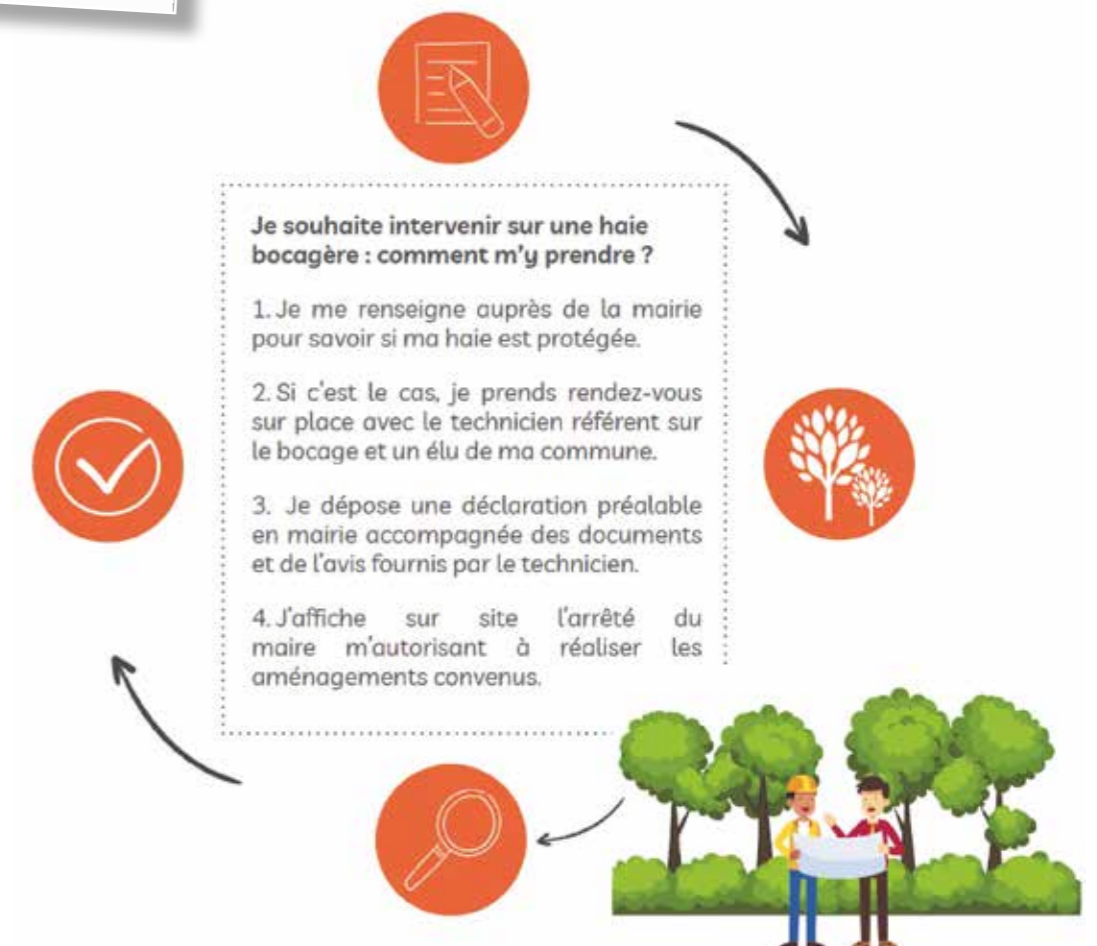 Je souhaite intervenir sur une haie
bocagère : comment m'y prendre ?
1. Je me renseigne auprès de la mairie
pour savoir si ma haie est protégée.
2. Si c'est le cas, je prends rendez-vous
sur place avec le technicien référent sur
le bocage et un élu de ma commune.
3. Je dépose une déclaration préalable
en mairie accompagnée des documents
et de l'avis fournis par le technicien.
4. J'affiche sur site l'arrêté du
maire m'autorisant à réaliser les
aménagements convenus.